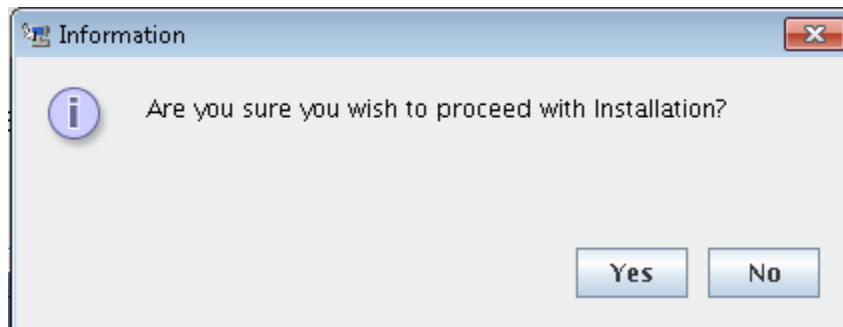 Information
Are you sure you wish to proceed with Installation?
Yes No